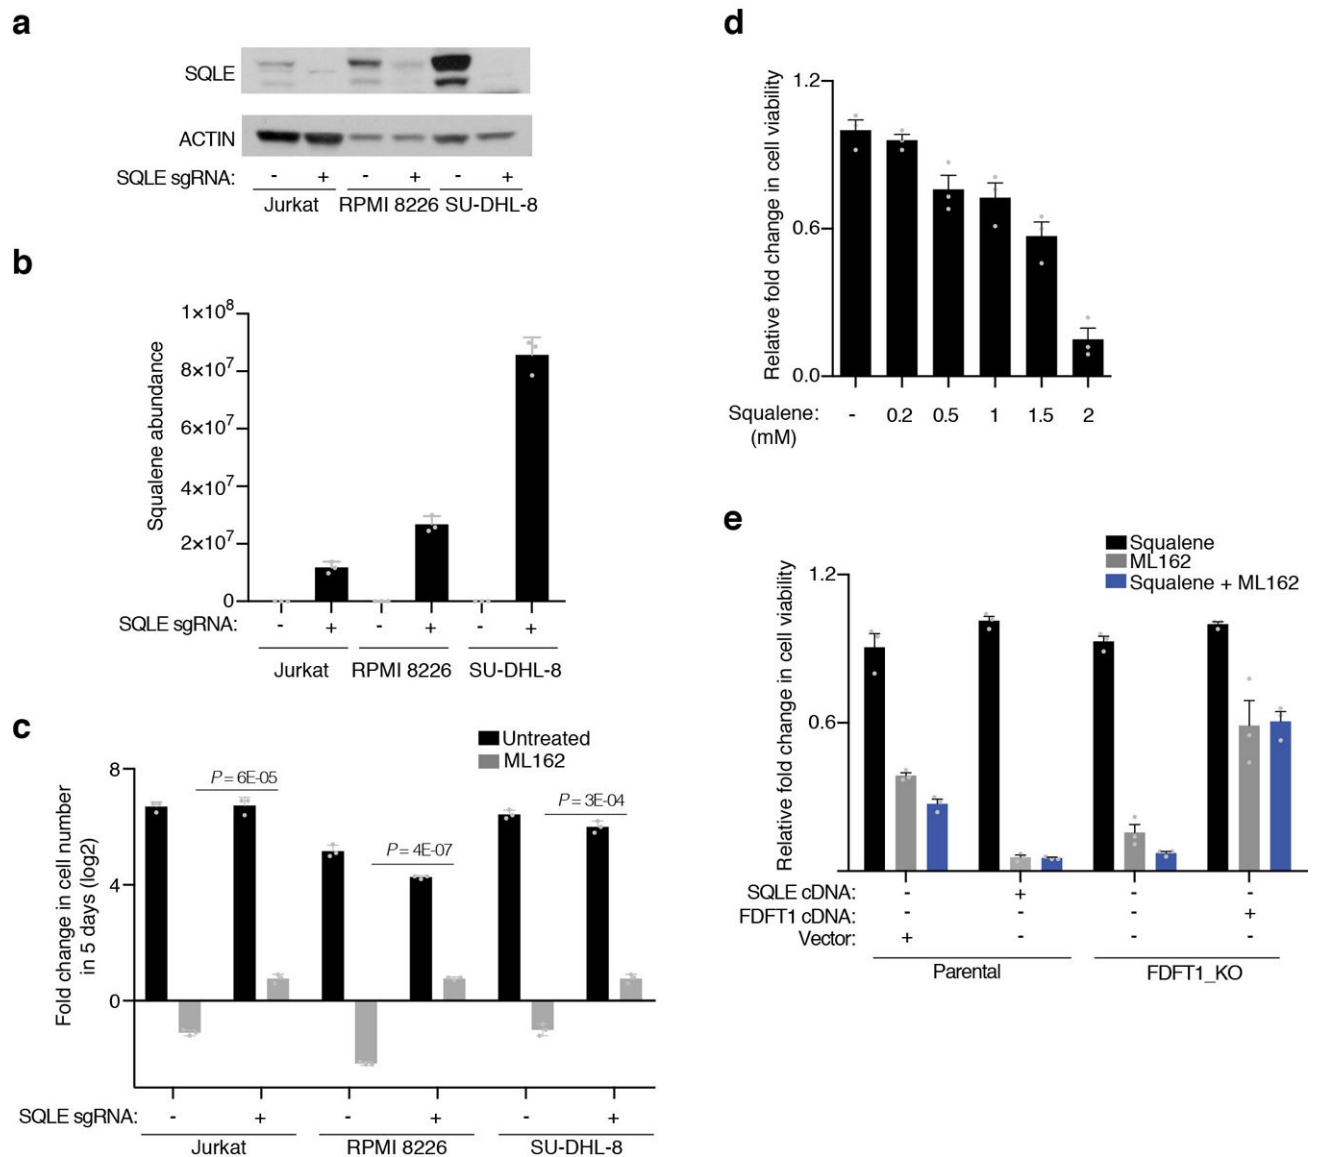 a
SQLE
ACTIN
SQLE sgRNA: - + - + - +
Jurkat RPMI 8226 SU-DHL-8
b
Squalene abundance
1×10⁸
8×10⁷
6×10⁷
4×10⁷
2×10⁷
0
SQLE sgRNA: - + - + - +
Jurkat RPMI 8226 SU-DHL-8
c
Untreated
ML162
Fold change in cell number
in 5 days (log2)
8
4
0
P = 6E-05
P = 4E-07
P = 3E-04
SQLE sgRNA: - + - + - +
Jurkat RPMI 8226 SU-DHL-8
d
Relative fold change in cell viability
1.2
0.6
0.0
Squalene: - 0.2 0.5 1 1.5 2
(mM)
e
Squalene
ML162
Squalene + ML162
Relative fold change in cell viability
1.2
0.6
SQLE cDNA: - + - -
FDFT1 cDNA: - - - +
Vector: + - - -
Parental FDFT1_KO